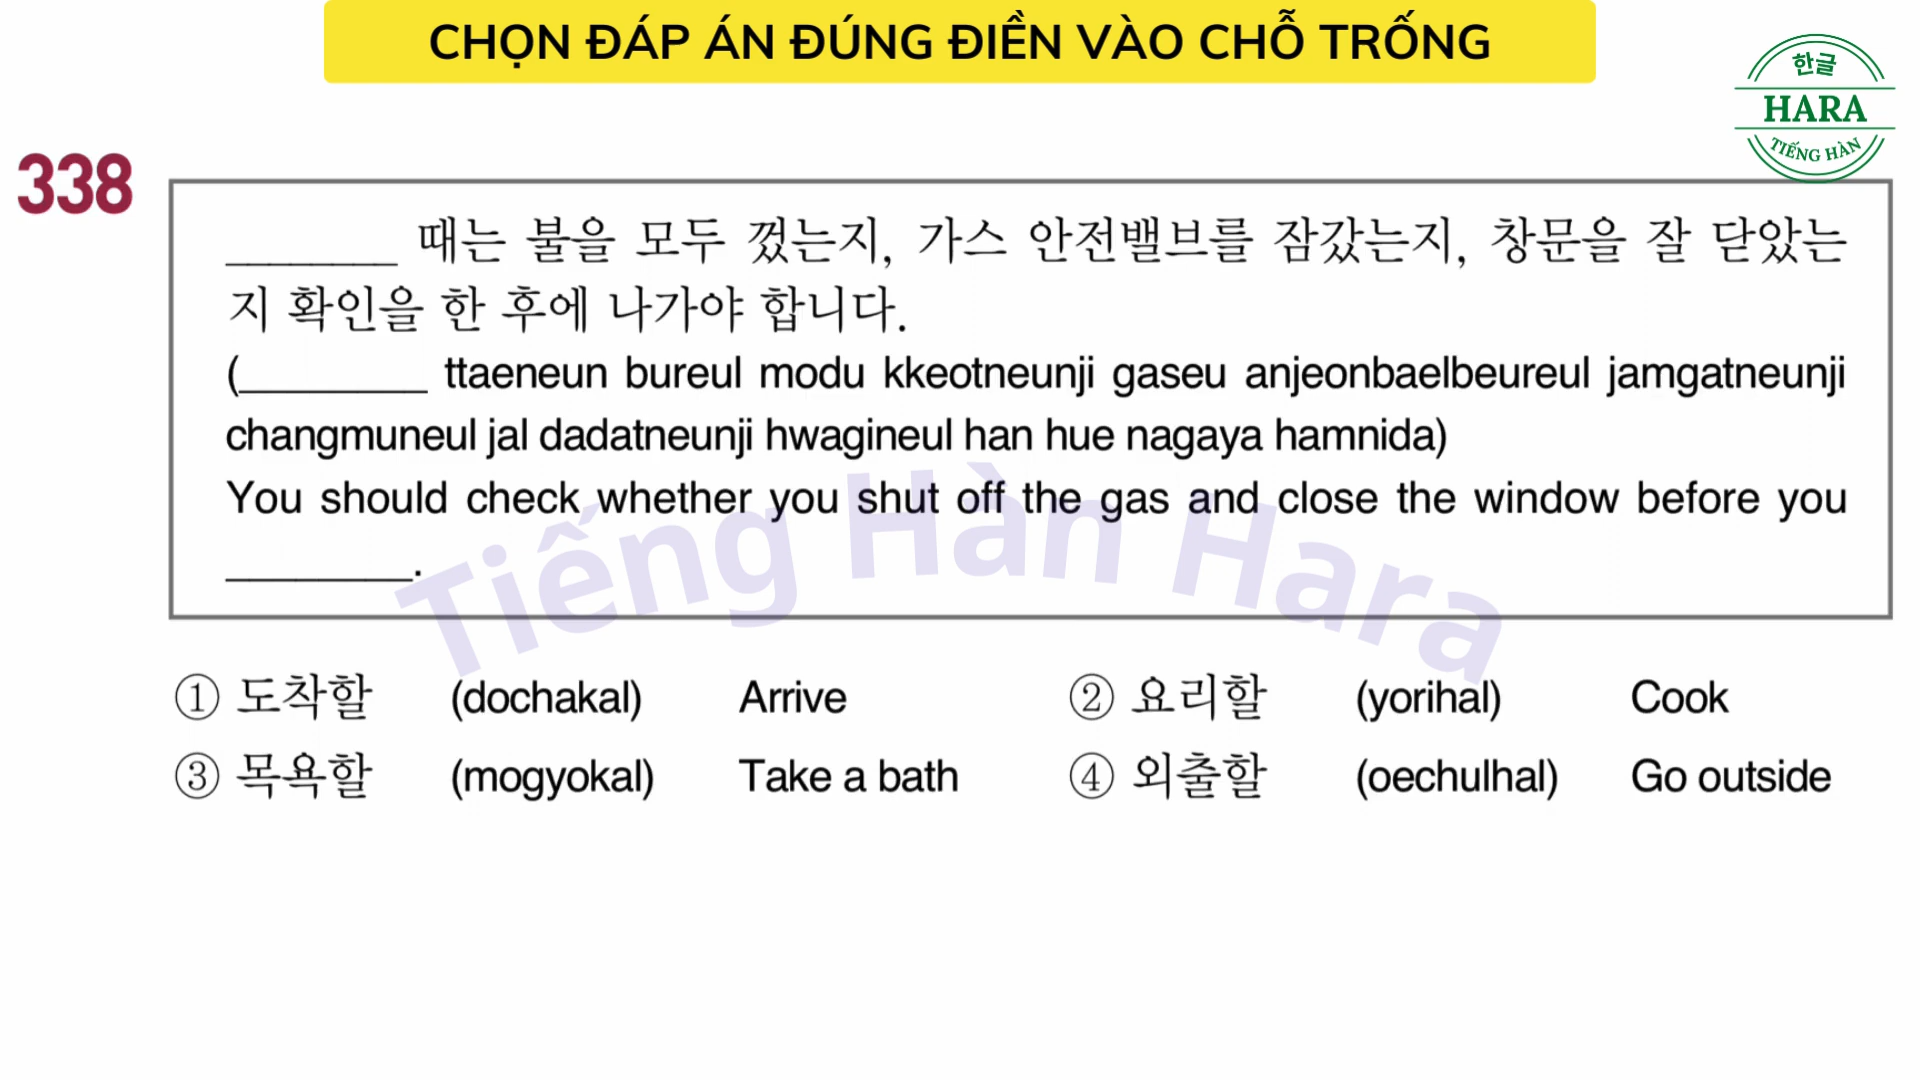 CHỌN ĐÁP ÁN ĐÚNG ĐIỀN VÀO CHỖ TRỐNG
한글
HARA
TIẾNG HÀN
338
________ 때는 불을 모두 껐는지, 가스 안전밸브를 잠갔는지, 창문을 잘 닫았는
지 확인을 한 후에 나가야 합니다.
(________ ttaeneun bureul modu kkeotneunji gaseu anjeonbaelbeureul jamgatneunji
changmuneul jal dadatneunji hwagineul han hue nagaya hamnida)
You should check whether you shut off the gas and close the window before you
________.
Tiếng Hàn Hara
① 도착할 (dochakal) Arrive ② 요리할 (yorihal) Cook
③ 목욕할 (mogyokal) Take a bath ④ 외출할 (oechulhal) Go outside